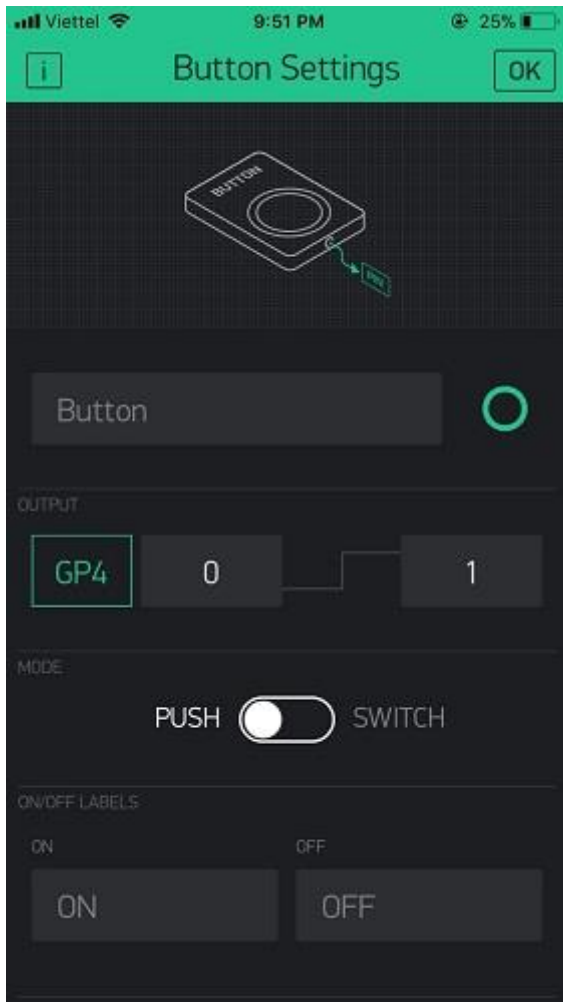 Viettel 9:51 PM 25%
i Button Settings OK
BUTTON
PIN
Button
OUTPUT
GP4 0 1
MODE
PUSH SWITCH
ON/OFF LABELS
ON OFF
ON OFF